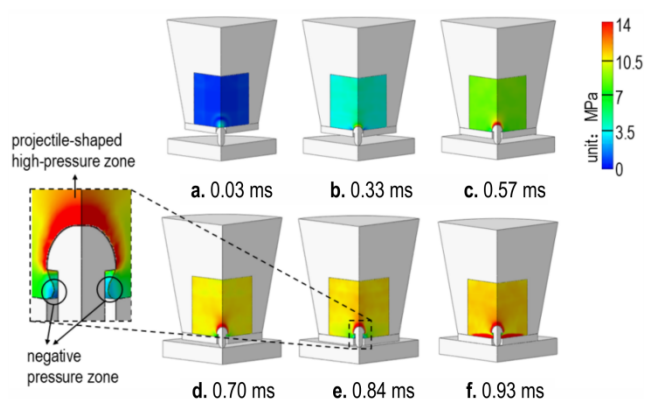 14
10.5
7
3.5
0
unit: MPa
projectile-shaped
high-pressure zone
a. 0.03 ms
b. 0.33 ms
c. 0.57 ms
negative
pressure zone
d. 0.70 ms
e. 0.84 ms
f. 0.93 ms